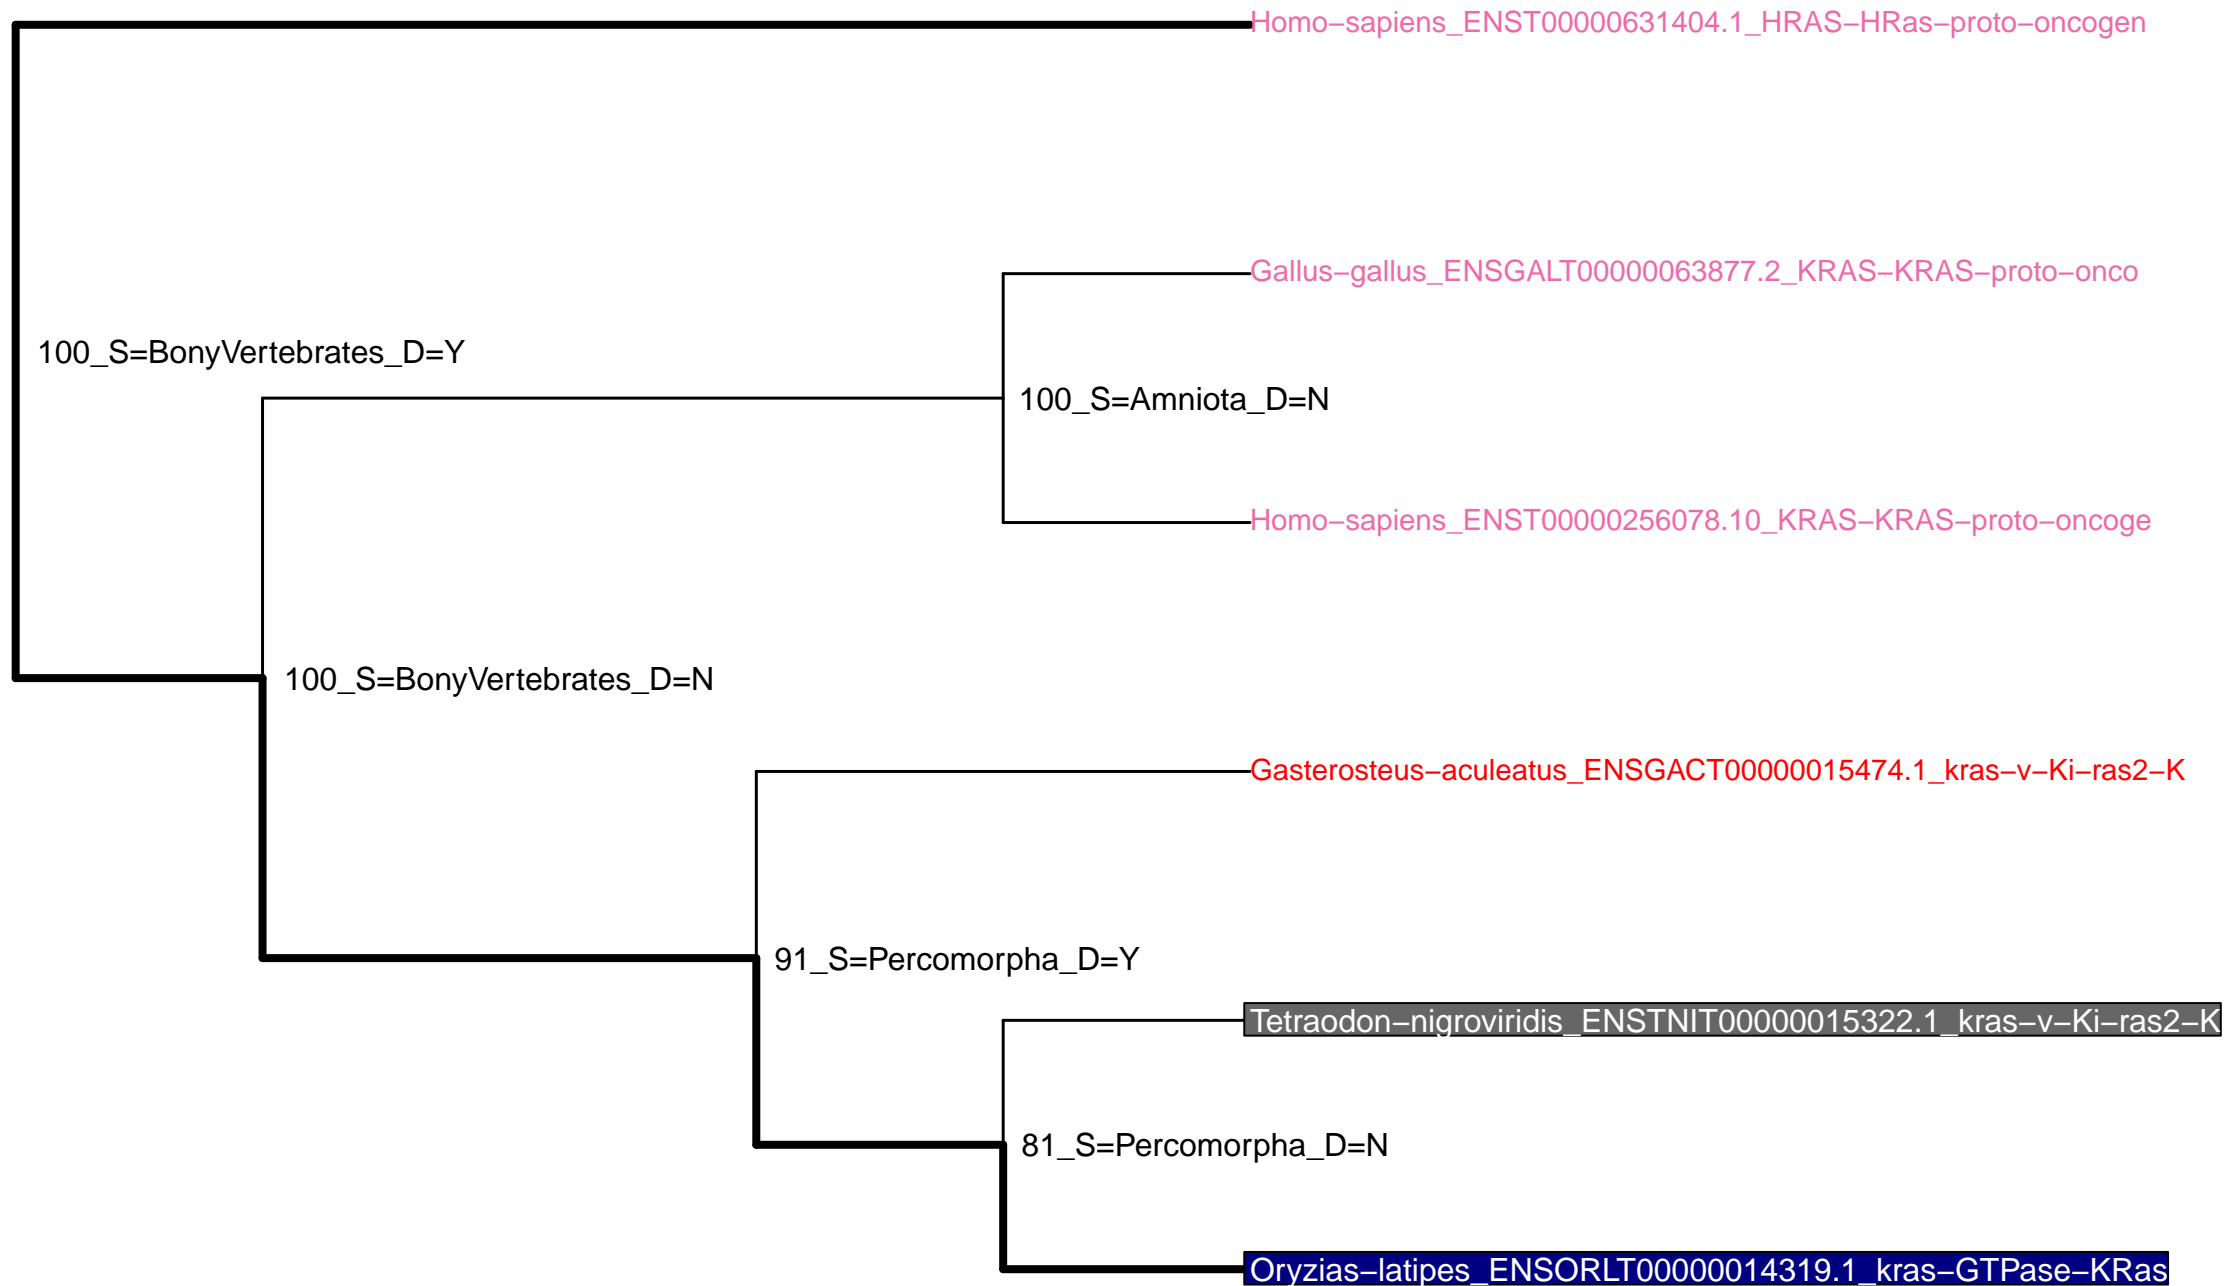 Homo−sapiens_ENST00000631404.1_HRAS−HRas−proto−oncogen
Gallus−gallus_ENSGALT00000063877.2_KRAS−KRAS−proto−onco
100_S=BonyVertebrates_D=Y
100_S=Amniota_D=N
Homo−sapiens_ENST00000256078.10_KRAS−KRAS−proto−oncoge
100_S=BonyVertebrates_D=N
Gasterosteus−aculeatus_ENSGACT00000015474.1_kras−v−Ki−ras2−K
91_S=Percomorpha_D=Y
Tetraodon−nigroviridis_ENSTNIT00000015322.1_kras−v−Ki−ras2−K
81_S=Percomorpha_D=N
Oryzias−latipes_ENSORLT00000014319.1_kras−GTPase−KRas